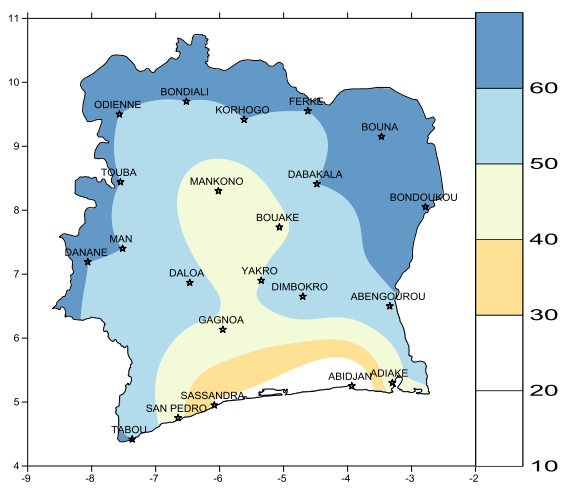 11
10
BONDIALI
ODIENNE
FERKE
KORHOGO
60
BOUNA
9
TOUBA
DABAKALA
MANKONO
50
BONDOUKOU
8
BOUAKE
MAN
40
DANANE
YAKRO
DALOA
7
DIMBOKRO
ABENGOUROU
GAGNOA
30
6
ABIDJAN
ADIAKE
20
SASSANDRA
SAN PEDRO
5
TABOU
4
10
-9 -8 -7 -6 -5 -4 -3 -2